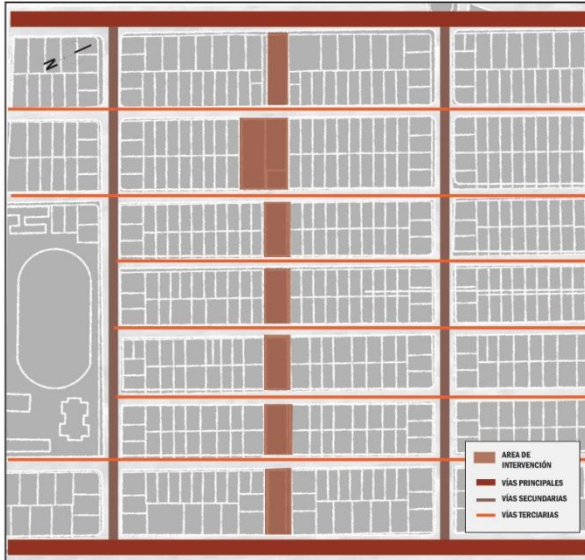 N
AREA DE
INTERVENCIÓN
VÍAS PRINCIPALES
VÍAS SECUNDARIAS
VÍAS TERCIARIAS